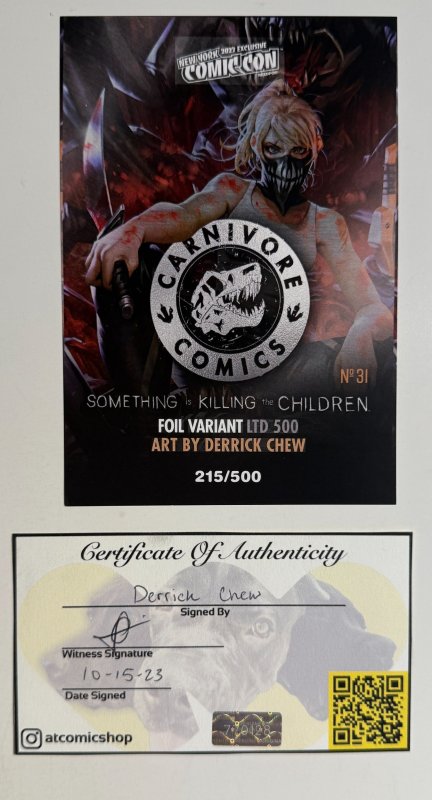 NEW YORK 2023 EXCLUSIVE
COMIC CON
CARNIVORE
COMICS
Nº 31
SOMETHING is KILLING the CHILDREN
FOIL VARIANT LTD 500
ART BY DERRICK CHEW
215/500
Certificate Of Authenticity
Derrick Chew
Signed By
Witness Signature
10-15-23
Date Signed
atcomicshop